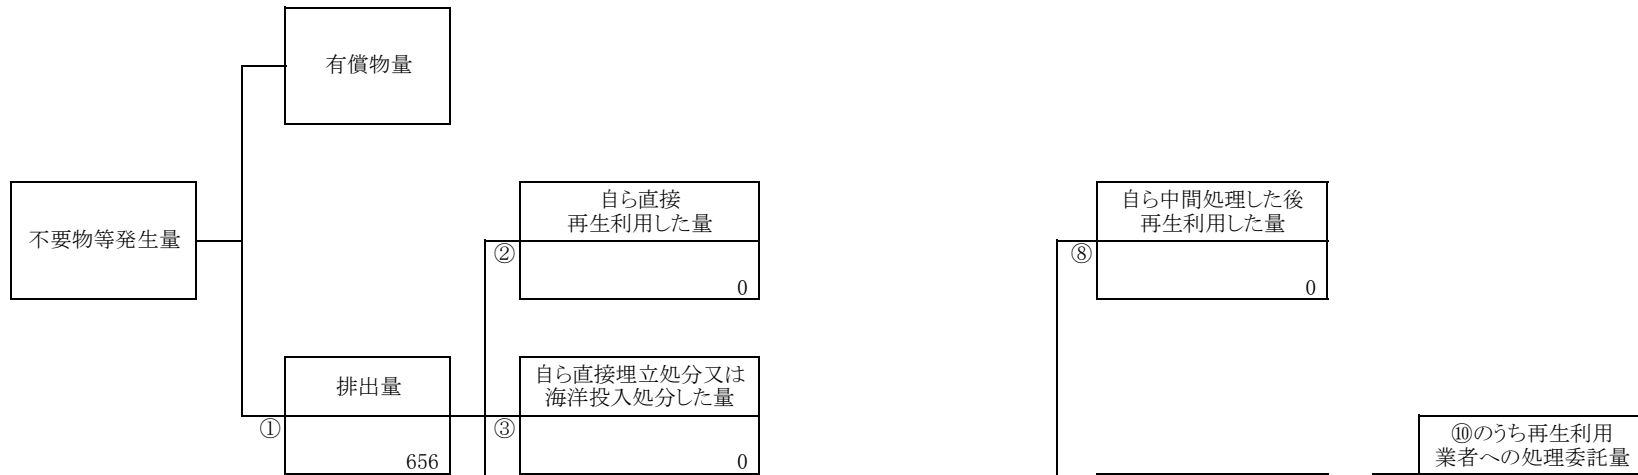 有償物量
不要物等発生量
自ら直接
再生利用した量
②
0
自ら中間処理した後
再生利用した量
⑧
0
排出量
①
656
自ら直接埋立処分又は
海洋投入処分した量
③
0
⑩のうち再生利用
業者への処理委託量